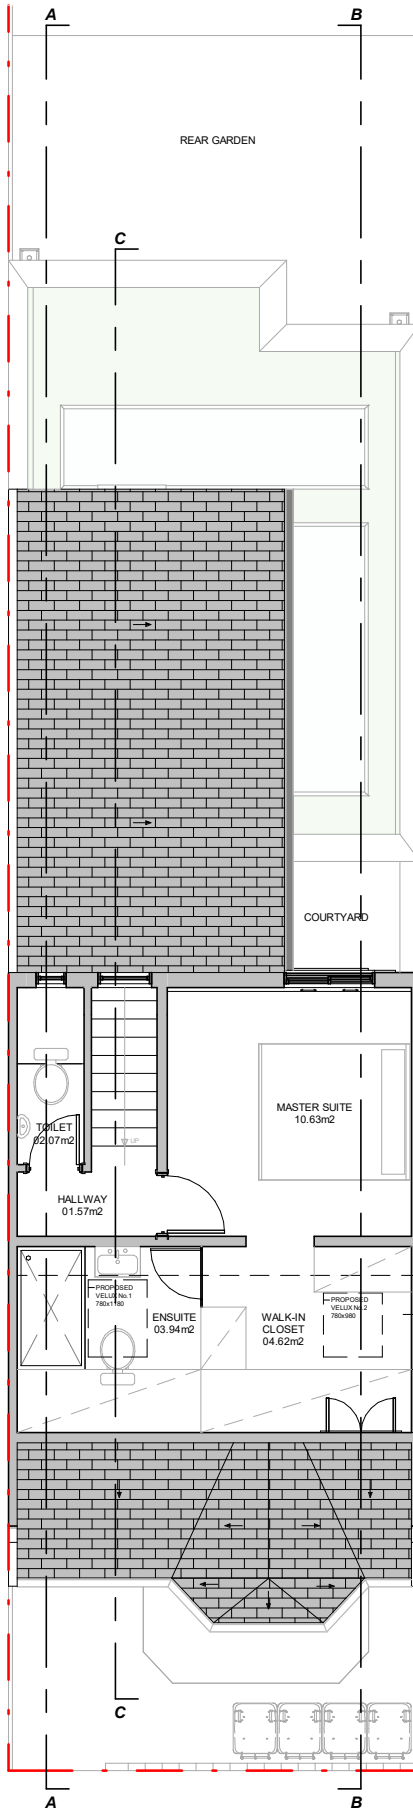 A
B
REAR GARDEN
C
COURTYARD
MASTER SUITE
10.63m2
TOILET
02.07m2
UP
HALLWAY
01.57m2
PROPOSED
VELUX No.1
780x1180
ENSUITE
03.94m2
WALK-IN
CLOSET
04.62m2
PROPOSED
VELUX No.2
780x980
C
A
B